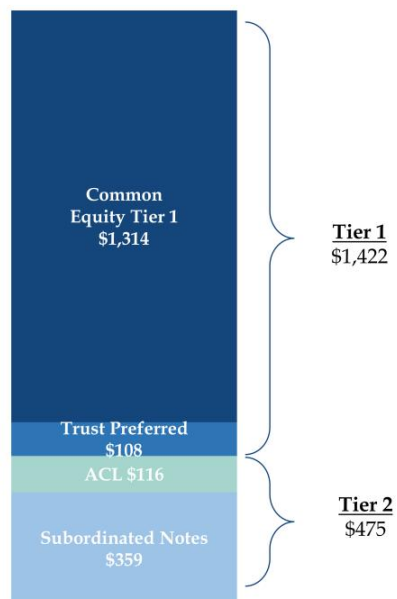 Common
Equity Tier 1
$1,314
Tier 1
$1,422
Trust Preferred
$108
ACL $116
Tier 2
$475
Subordinated Notes
$359